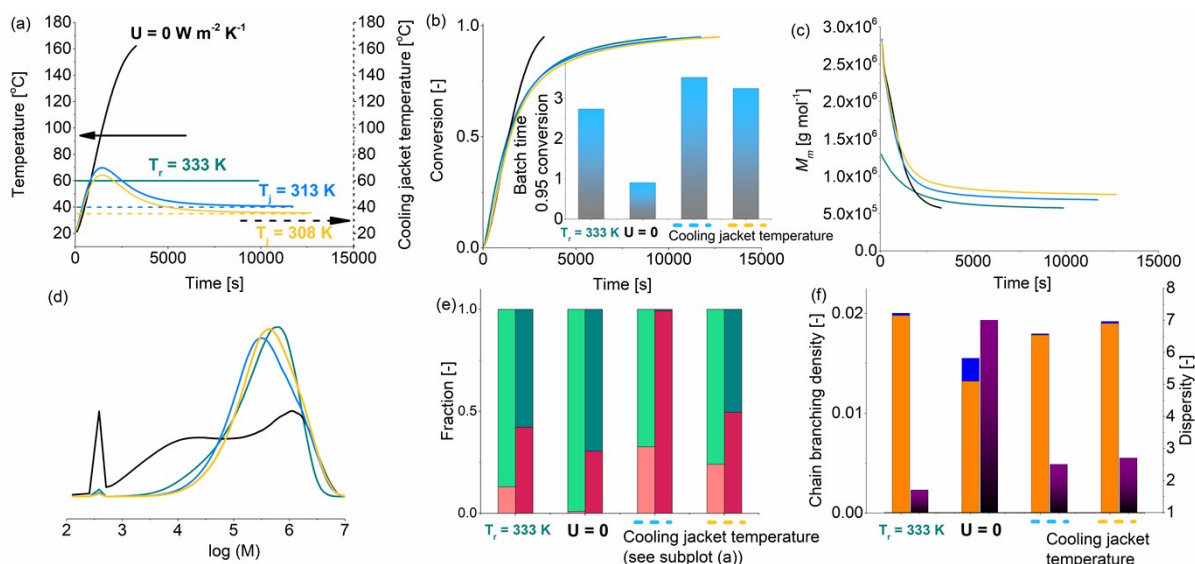 (a)
180
160
140
120
100
80
60
40
20
Temperature [°C]
U = 0 W m⁻² K⁻¹
T_r = 333 K
T_j = 313 K
T_j = 308 K
180
160
140
120
100
80
60
40
20
Cooling jacket temperature [°C]
0 5000 10000 15000
Time [s]
(b)
1.0
0.5
0.0
Conversion [-]
3
2
1
0
Batch time
0.95 conversion
T_r = 333 K U = 0 Cooling jacket temperature
0 5000 10000 15000
Time [s]
(c)
3.0x10⁶
2.5x10⁶
2.0x10⁶
1.5x10⁶
1.0x10⁶
5.0x10⁵
0.0
M_m [g mol⁻¹]
0 5000 10000 15000
Time [s]
(d)
2 3 4 5 6 7
log (M)
(e)
1.0
0.5
0.0
Fraction [-]
T_r = 333 K U = 0 Cooling jacket temperature
(see subplot (a))
(f)
0.02
0.01
0.00
Chain branching density [-]
8
7
6
5
4
3
2
1
Dispersity [-]
T_r = 333 K U = 0 Cooling jacket
temperature